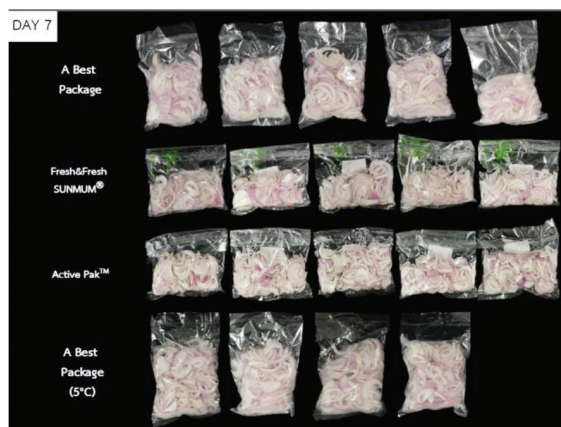 DAY 7
A Best
Package
Fresh&Fresh
SUNMUM®
Active Pak™
A Best
Package
(5°C)